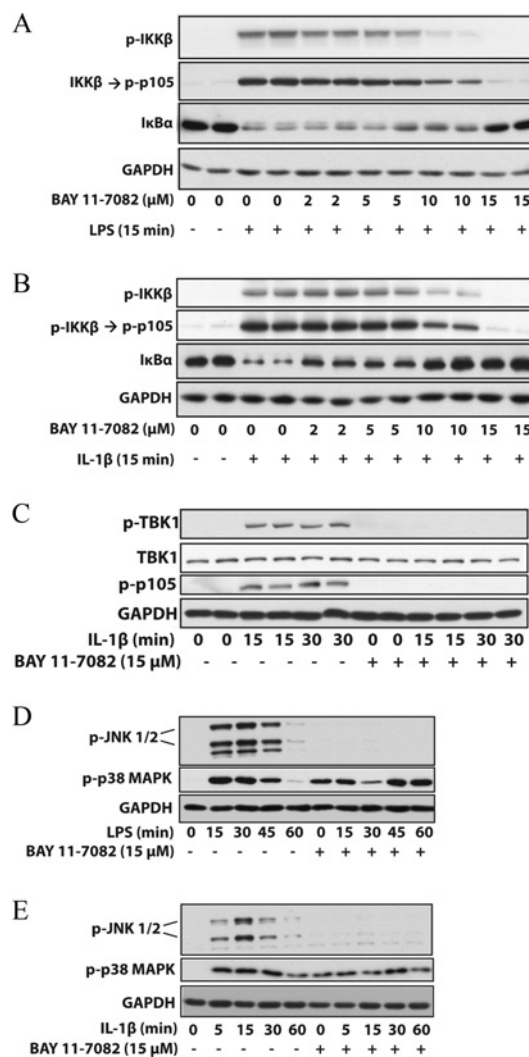 A
p-IKKβ
IKKβ → p-p105
IκBα
GAPDH
BAY 11-7082 (μM) 0 0 0 0 2 2 5 5 10 10 15 15
LPS (15 min) - - + + + + + + + + + +
B
p-IKKβ
p-IKKβ → p-p105
IκBα
GAPDH
BAY 11-7082 (μM) 0 0 0 0 2 2 5 5 10 10 15 15
IL-1β (15 min) - - + + + + + + + + + +
C
p-TBK1
TBK1
p-p105
GAPDH
IL-1β (min) 0 0 15 15 30 30 0 0 15 15 30 30
BAY 11-7082 (15 μM) - - - - - - + + + + + +
D
p-JNK 1/2
p-p38 MAPK
GAPDH
LPS (min) 0 15 30 45 60 0 15 30 45 60
BAY 11-7082 (15 μM) - - - - - + + + + +
E
p-JNK 1/2
p-p38 MAPK
GAPDH
IL-1β (min) 0 5 15 30 60 0 5 15 30 60
BAY 11-7082 (15 μM) - - - - - + + + + +